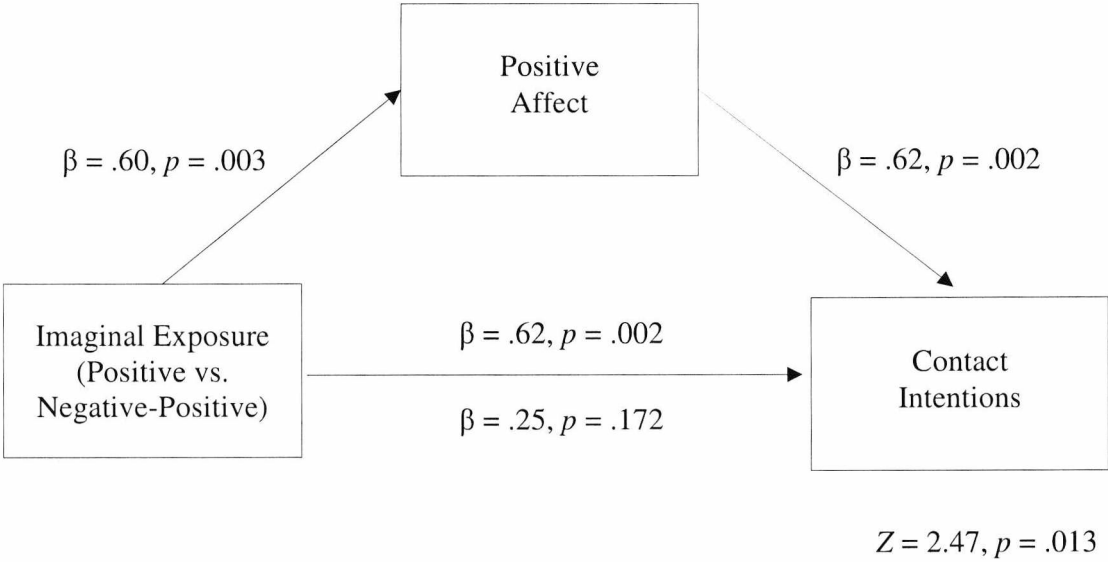 Positive
Affect
β = .60, p = .003
β = .62, p = .002
Imaginal Exposure
(Positive vs.
Negative-Positive)
β = .62, p = .002
β = .25, p = .172
Contact
Intentions
Z = 2.47, p = .013